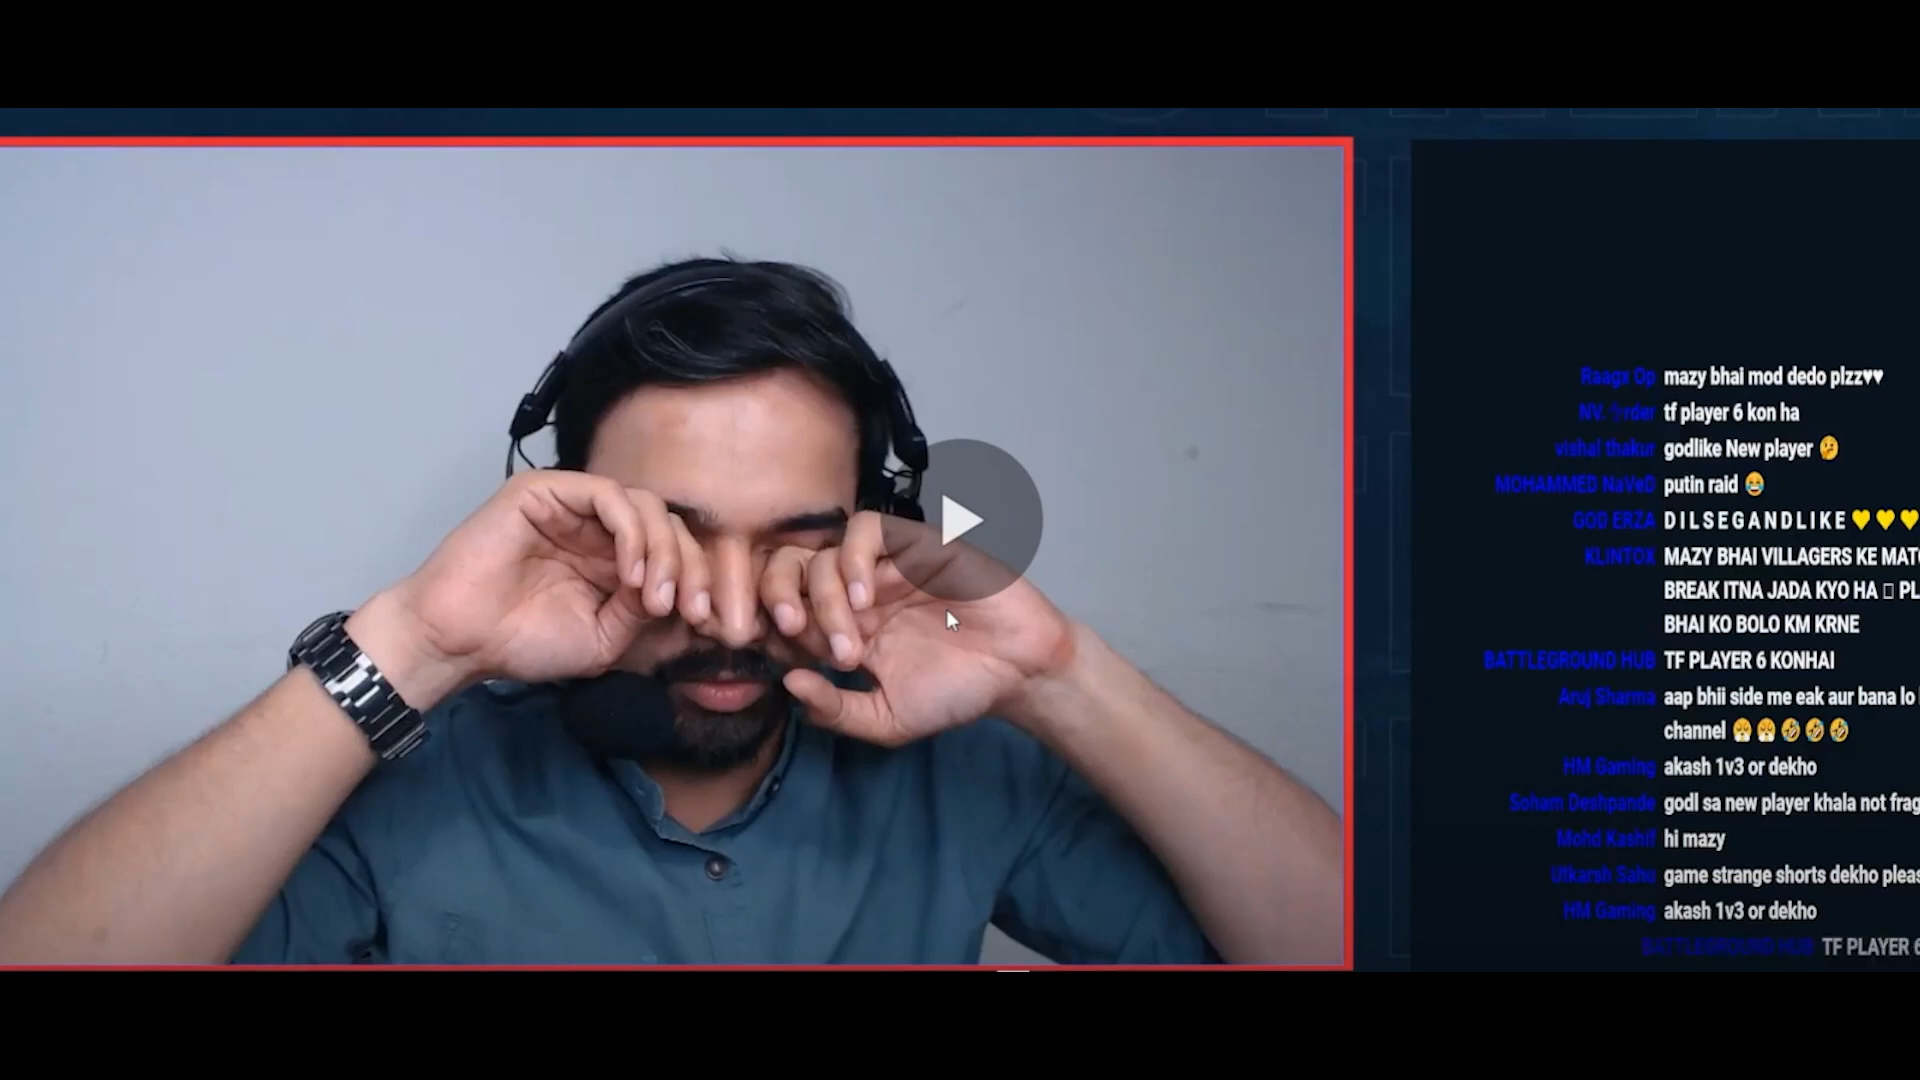 Raagx Op mazy bhai mod dedo plzz♥♥
NV. tf player 6 kon ha
vishal thakur godlike New player 🤔
MOHAMMED NaVeD putin raid 😂
GOD ERZA D I L S E G A N D L I K E 💛 💛 💛
KLINTOX MAZY BHAI VILLAGERS KE
BREAK ITNA JADA KYO HA
BHAI KO BOLO KM KRNE
BATTLEGROUND HUB TF PLAYER 6 KONHAI
Aruj Sharma aap bhii side me eak aur bana lo
channel 😤 😤 🤣 🤣 🤣
HM Gaming akash 1v3 or dekho
Soham Deshpande godl sa new player khala not frag
Mohd Kashif hi mazy
Utkarsh Sahu game strange shorts dekho
HM Gaming akash 1v3 or dekho
BATTLEGROUND HUB TF PLAYER